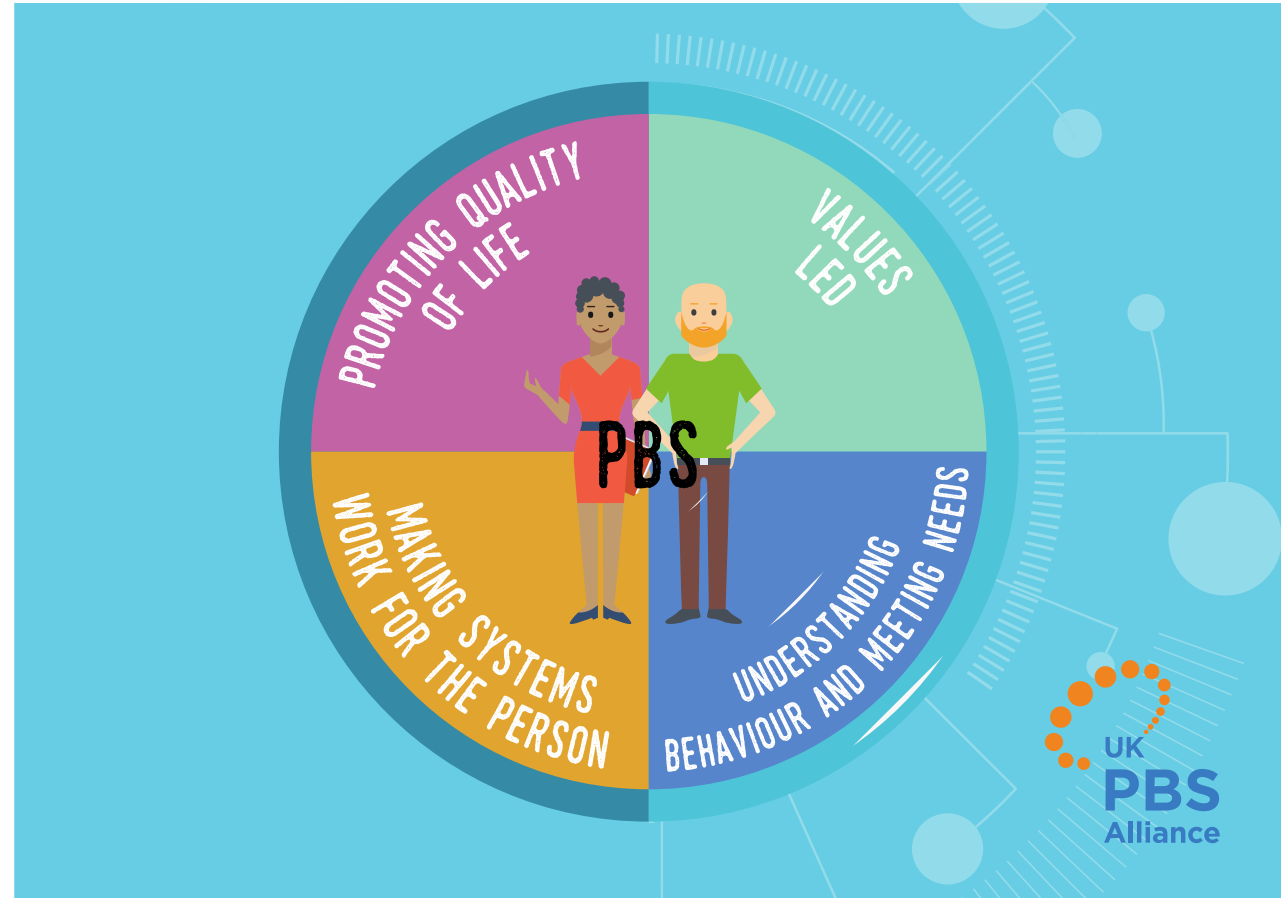 PROMOTING QUALITY
OF LIFE
VALUES
LED
PBS
MAKING SYSTEMS
WORK FOR THE PERSON
UNDERSTANDING
BEHAVIOUR AND MEETING NEEDS
UK
PBS
Alliance